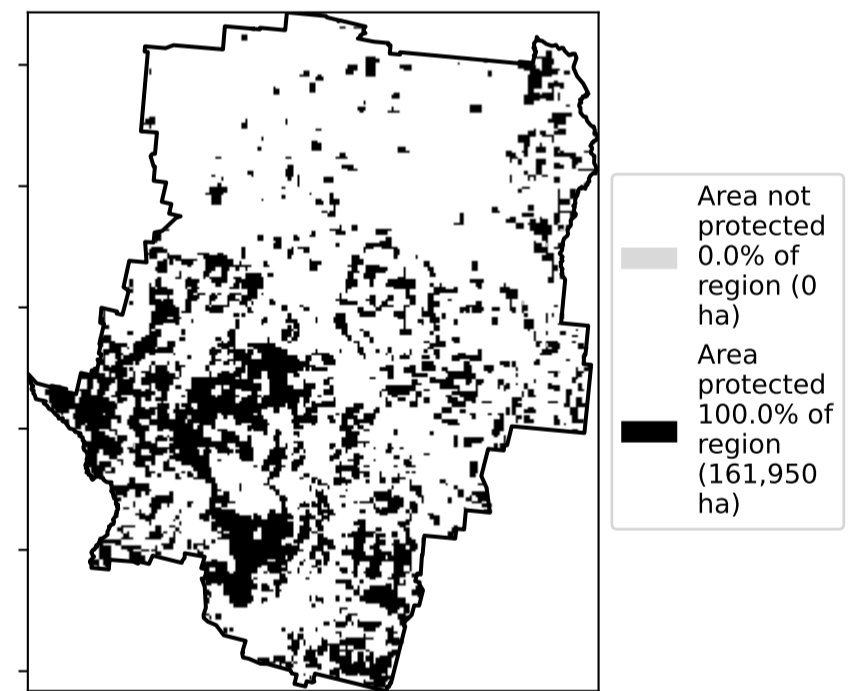 Area not
protected
0.0% of
region (0
ha)
Area
protected
100.0% of
region
(161,950
ha)